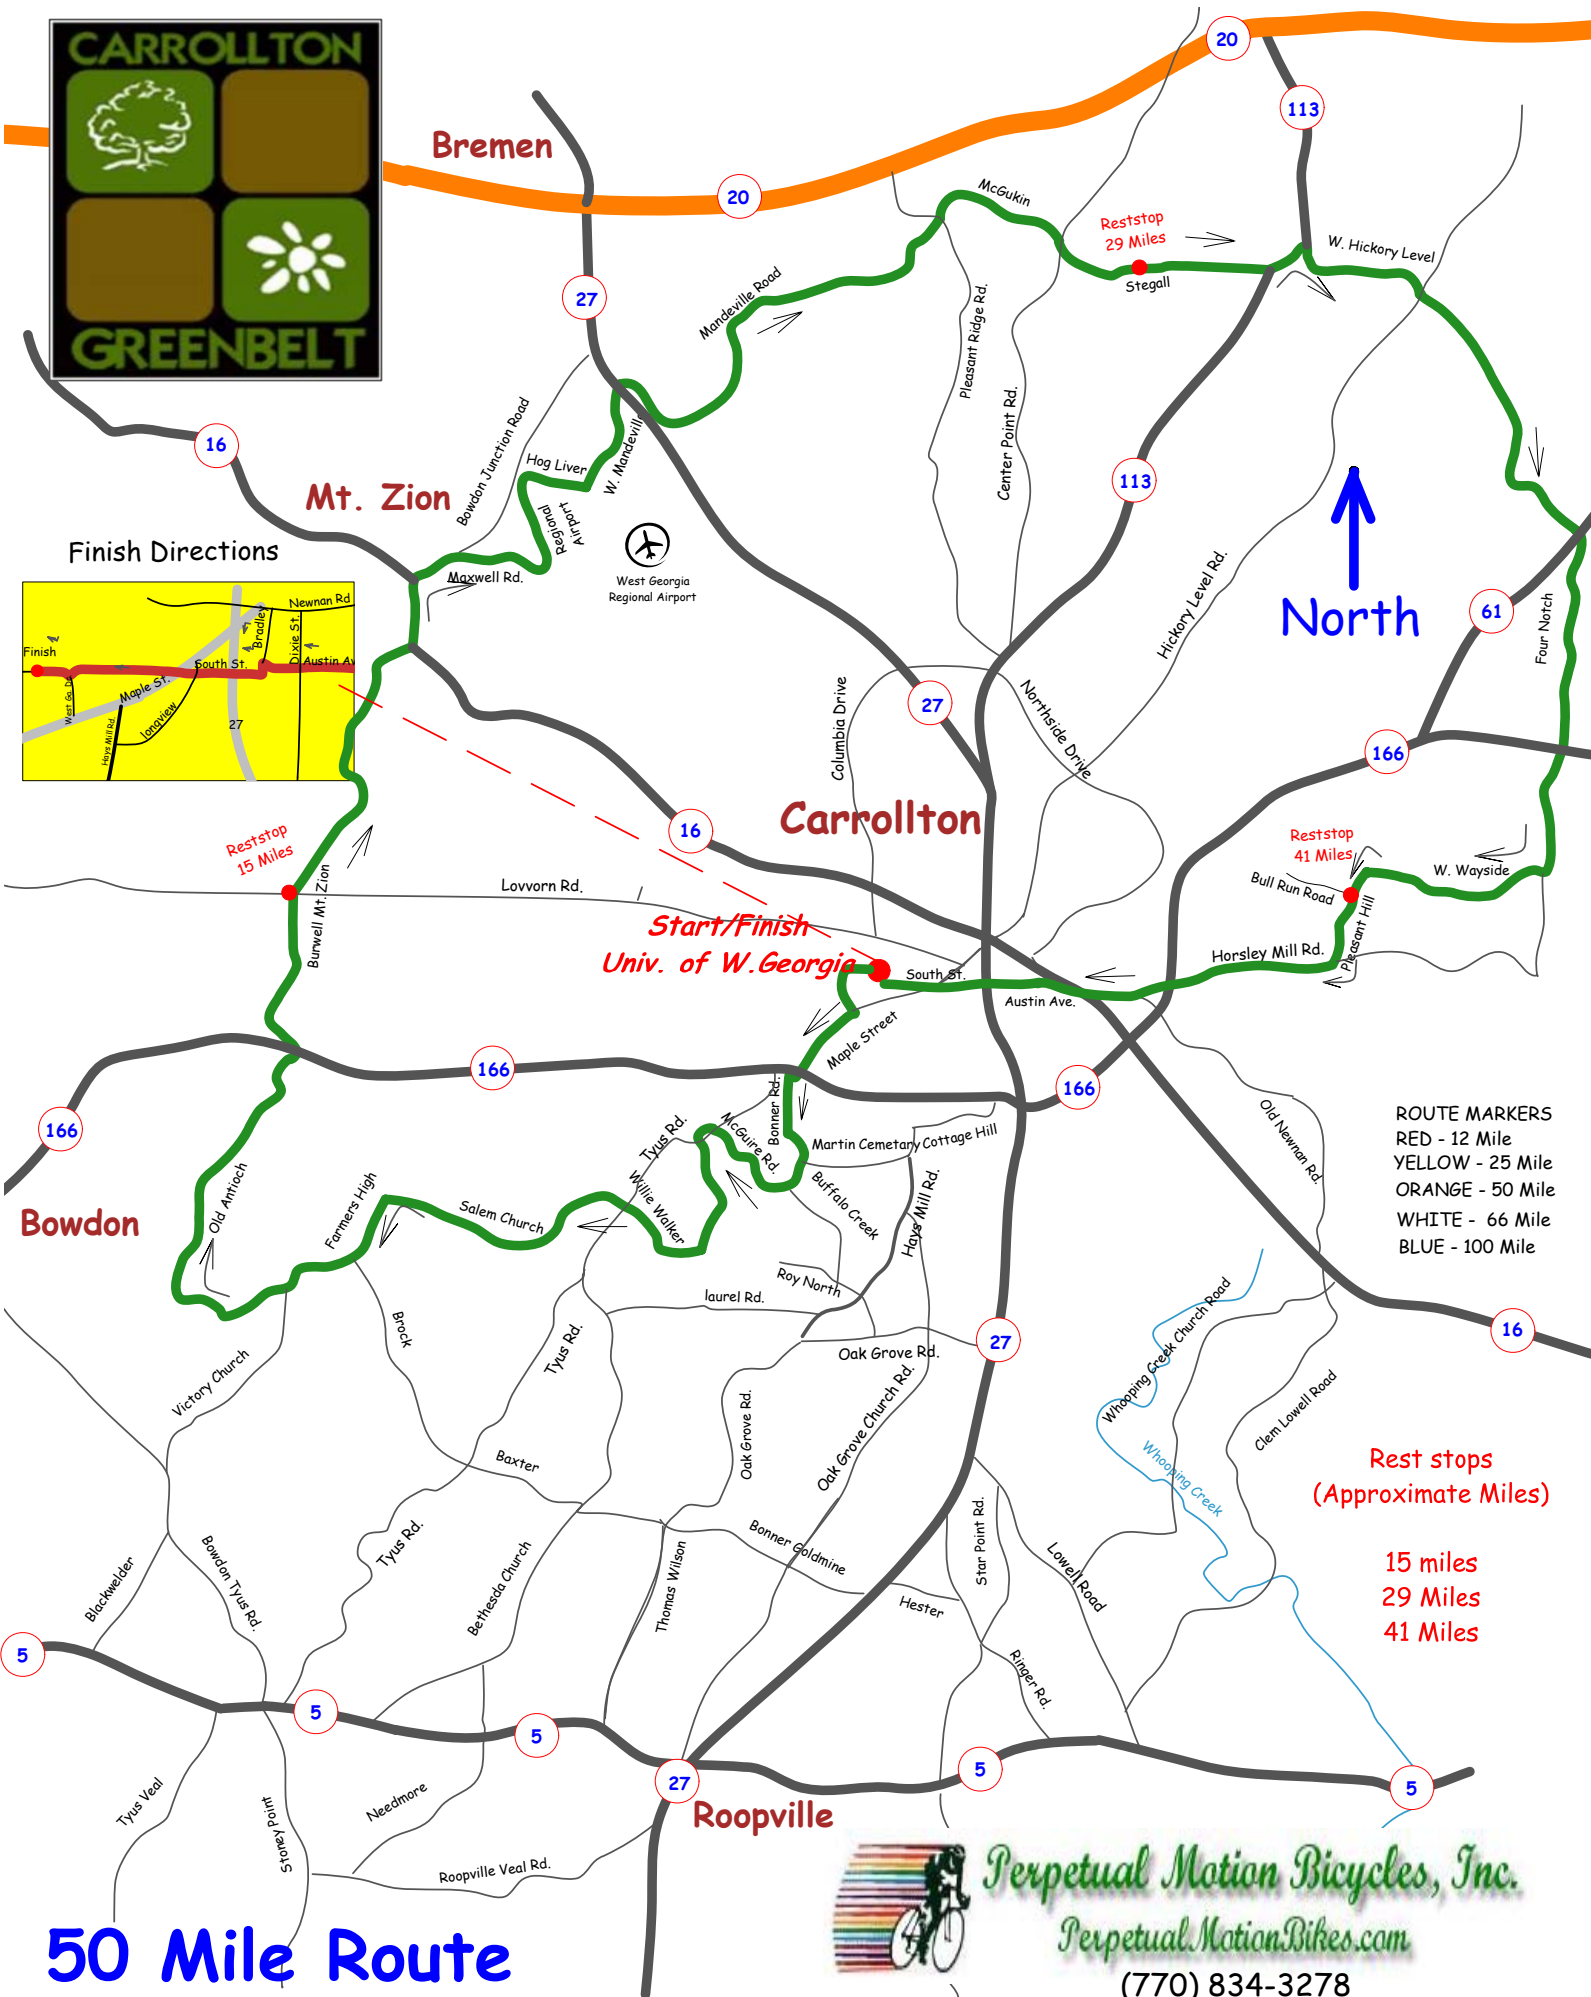 CARROLLTON
GREENBELT
Bremen
20
20
113
27
McGukin
Reststop
29 Miles
Stegall
W. Hickory Level
Mandeville Road
Pleasant Ridge Rd.
Center Point Rd.
16
Mt. Zion
Bowdon Junction Road
Hog Liver
W. Mandeville
Regional
Airport
Maxwell Rd.
West Georgia
Regional Airport
113
Hickory Level Rd.
North
61
Four Notch
Finish Directions
Newnan Rd
Bradley
Dixie St.
Finish
South St.
Austin Av
West Ga. Dr.
Maple St.
Longview
Hays Mill Rd.
27
27
Columbia Drive
Northside Drive
166
Carrollton
16
Reststop
15 Miles
Burwell Mt. Zion
Lovvorn Rd.
Start/Finish
Univ. of W.Georgia
South St.
Austin Ave.
Maple Street
Reststop
41 Miles
Bull Run Road
W. Wayside
Pleasant Hill
Horsley Mill Rd.
166
166
166
Bowdon
Old Antioch
Farmers High
Salem Church
Willie Walker
Tyus Rd.
McGuire Rd.
Bonner Rd.
Martin Cemetary
Cottage Hill
Buffalo Creek
Hays Mill Rd.
Old Newnan Rd.
ROUTE MARKERS
RED - 12 Mile
YELLOW - 25 Mile
ORANGE - 50 Mile
WHITE - 66 Mile
BLUE - 100 Mile
Roy North
laurel Rd.
Oak Grove Rd.
27
16
Brock
Victory Church
Tyus Rd.
Oak Grove Rd.
Oak Grove Church Rd.
Whooping Creek Church Road
Whooping Creek
Clem Lowell Road
Baxter
Bonner Goldmine
Star Point Rd.
Lowell Road
Rest stops
(Approximate Miles)
15 miles
29 Miles
41 Miles
Blackwelder
Bowdon Tyus Rd.
Tyus Rd.
Bethesda Church
Thomas Wilson
Hester
Ringer Rd.
5
5
5
27
5
5
Roopville
Tyus Veal
Stoney Point
Needmore
Roopville Veal Rd.
50 Mile Route
Perpetual Motion Bicycles, Inc.
PerpetualMotionBikes.com
(770) 834-3278